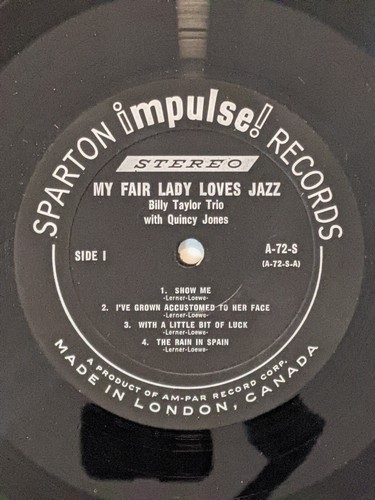 SPARTON impulse! RECORDS
STEREO
MY FAIR LADY LOVES JAZZ
Billy Taylor Trio
with Quincy Jones
SIDE I
A-72-S
(A-72-S-A)
1. SHOW ME
-Lerner-Loewe-
2. I'VE GROWN ACCUSTOMED TO HER FACE
-Lerner-Loewe-
3. WITH A LITTLE BIT OF LUCK
-Lerner-Loewe-
4. THE RAIN IN SPAIN
-Lerner-Loewe-
A PRODUCT OF AM-PAR RECORD CORP.
MADE IN LONDON, CANADA